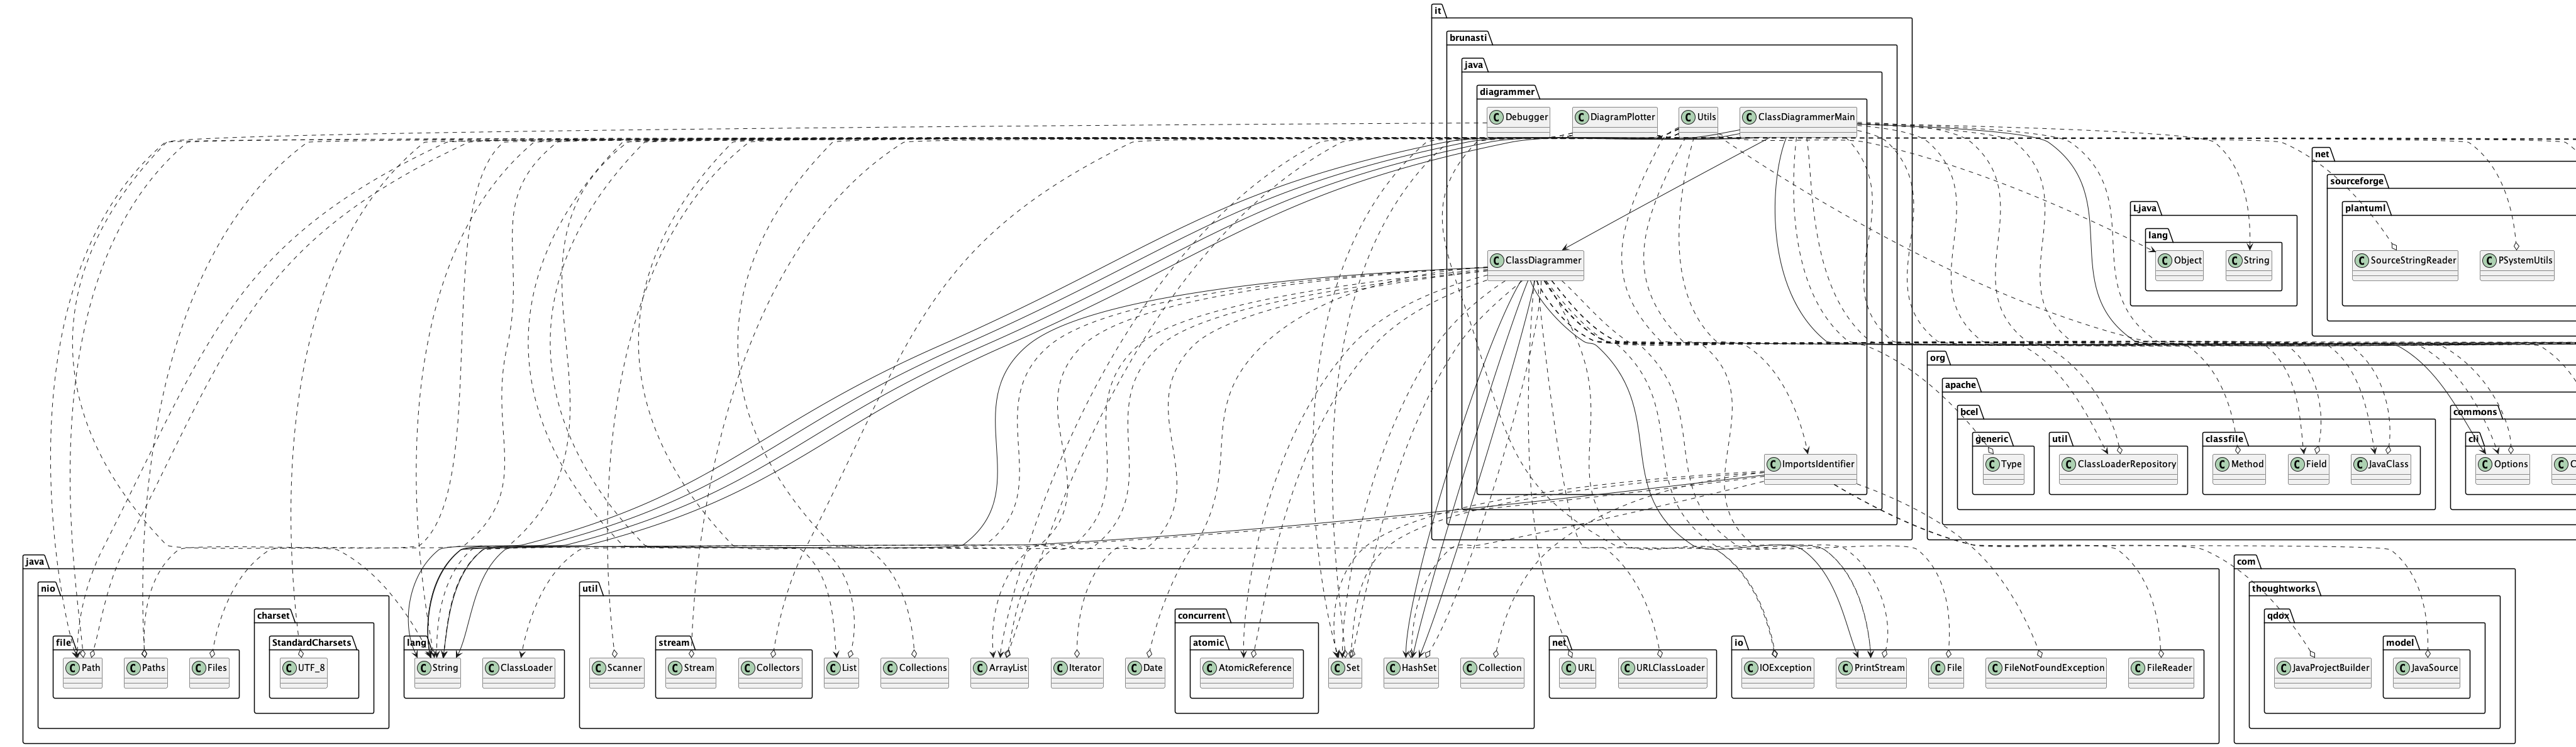 it
brunasti
java
diagrammer
C Debugger
C DiagramPlotter
C Utils
C ClassDiagrammerMain
net
sourceforge
plantuml
C SourceStringReader
C PSystemUtils
Ljava
lang
C Object
C String
C ClassDiagrammer
org
apache
bcel
generic
C Type
util
C ClassLoaderRepository
classfile
C Method
C Field
C JavaClass
commons
cli
C Options
C C
C ImportsIdentifier
java
nio
file
C Path
C Paths
C Files
charset
StandardCharsets
C UTF_8
lang
C String
C ClassLoader
util
C Scanner
stream
C Stream
C Collectors
C List
C Collections
C ArrayList
C Iterator
C Date
concurrent
atomic
C AtomicReference
C Set
C HashSet
C Collection
net
C URL
C URLClassLoader
io
C IOException
C PrintStream
C File
C FileNotFoundException
C FileReader
com
thoughtworks
qdox
C JavaProjectBuilder
model
C JavaSource